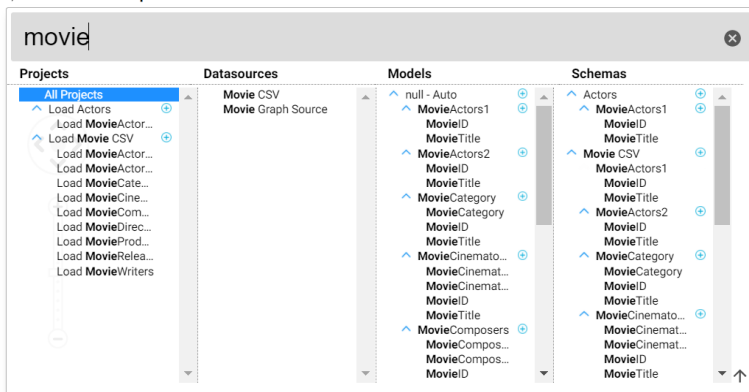 movie
Projects
All Projects
Load Actors
Load MovieActor...
Load Movie CSV
Load MovieActor...
Load MovieActor...
Load MovieCate...
Load MovieCine...
Load MovieCom...
Load MovieDirec...
Load MovieProd...
Load MovieRelea...
Load MovieWriters
Datasources
Movie CSV
Movie Graph Source
Models
null - Auto
MovieActors1
MovieID
MovieTitle
MovieActors2
MovieID
MovieTitle
MovieCategory
MovieCategory
MovieID
MovieTitle
MovieCinemato...
MovieCinemat...
MovieCinemat...
MovieID
MovieTitle
MovieComposers
MovieCompos...
MovieCompos...
MovieID
Schemas
Actors
MovieActors1
MovieID
MovieTitle
Movie CSV
MovieActors1
MovieID
MovieTitle
MovieActors2
MovieID
MovieTitle
MovieCategory
MovieCategory
MovieID
MovieTitle
MovieCinemato...
MovieCinemat...
MovieCinemat...
MovieID
MovieTitle